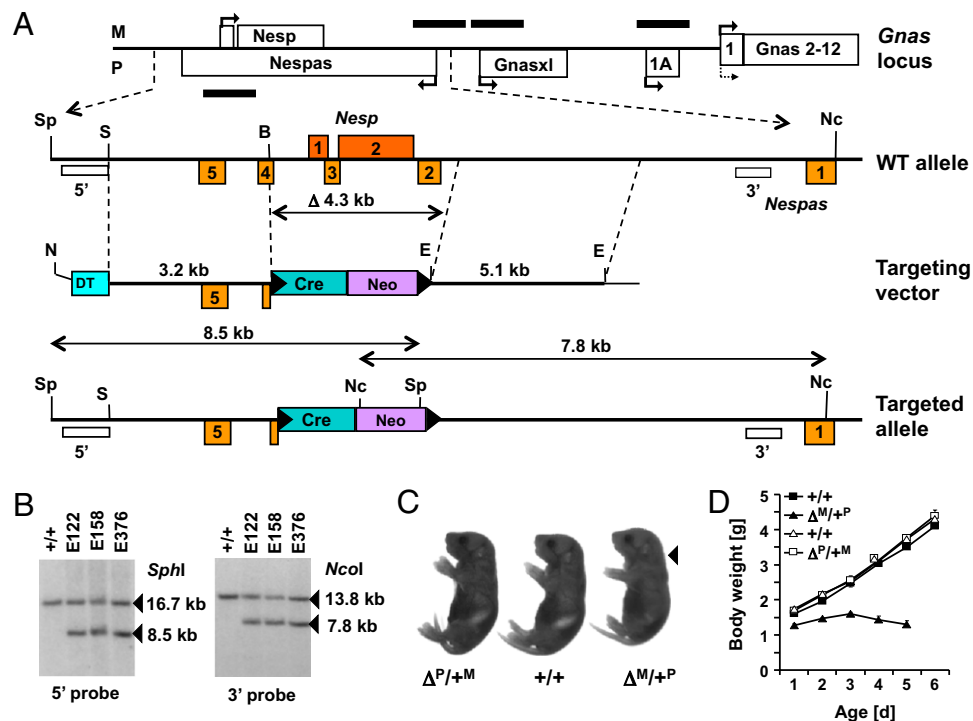 A
M
P
Nesp
Nespas
Gnasxl
1A
1
Gnas 2-12
Gnas
locus
Sp
S
B
Nesp
Nc
1
2
WT allele
5
4
3
2
1
5'
3'
Nespas
Δ 4.3 kb
N
E
E
DT
3.2 kb
Cre
Neo
5.1 kb
Targeting
vector
5
8.5 kb
7.8 kb
Sp
S
Nc
Sp
Nc
Cre
Neo
Targeted
allele
5
1
5'
3'
B
+/+
E122
E158
E376
SphI
16.7 kb
8.5 kb
5' probe
+/+
E122
E158
E376
NcoI
13.8 kb
7.8 kb
3' probe
C
ΔP/+M
+/+
ΔM/+P
D
Body weight [g]
5
4
3
2
1
0
+/+
ΔM/+P
+/+
ΔP/+M
1 2 3 4 5 6
Age [d]